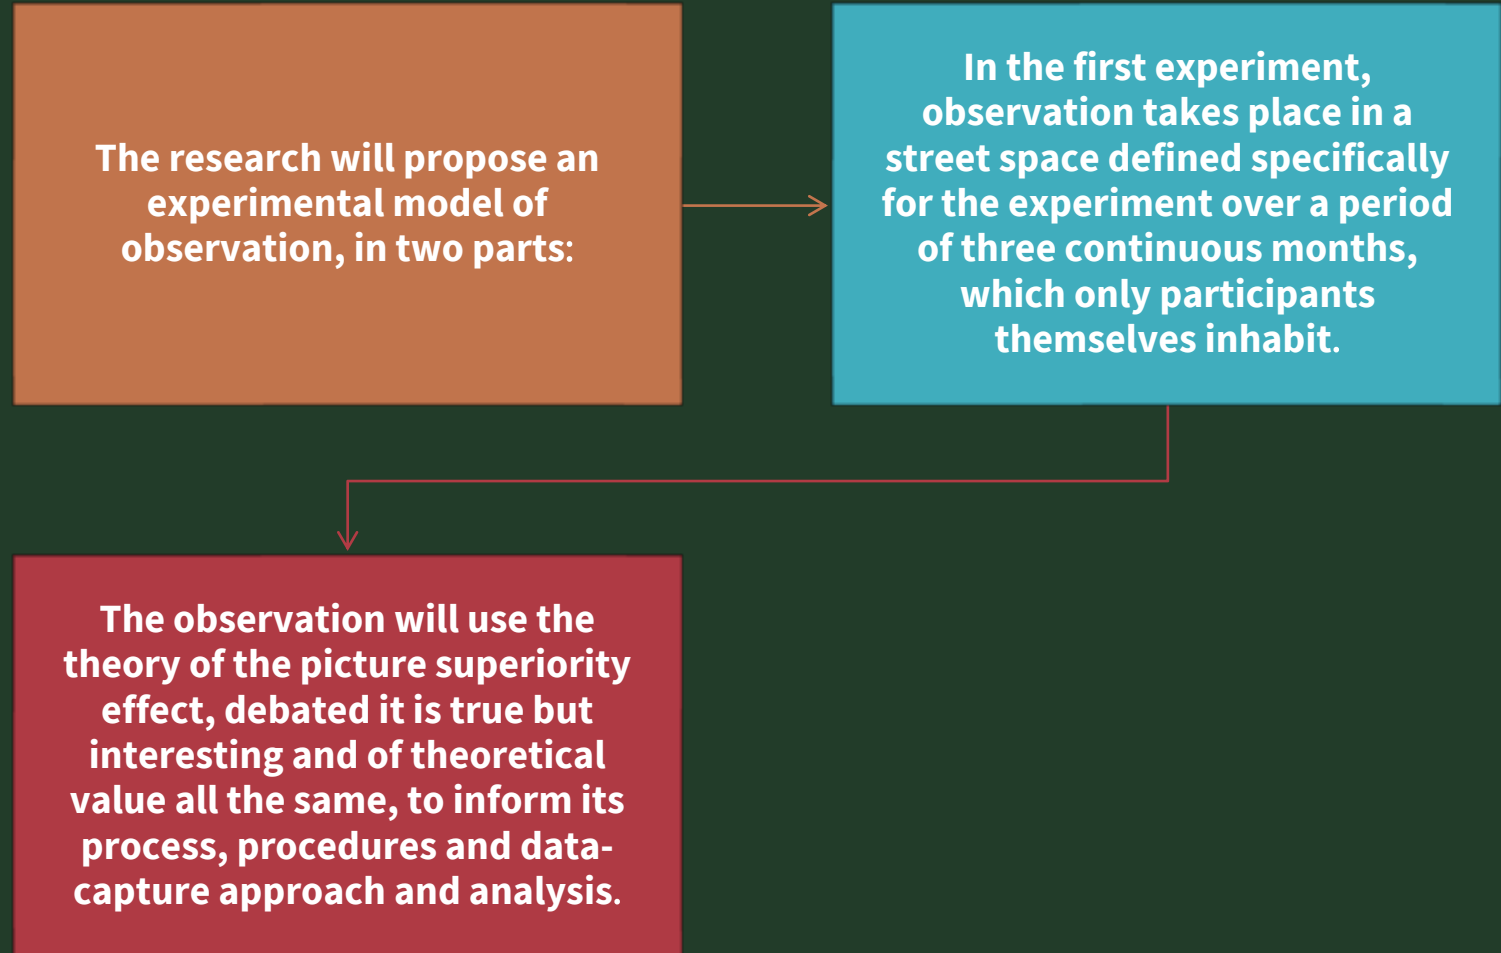 The research will propose an
experimental model of
observation, in two parts:
In the first experiment,
observation takes place in a
street space defined specifically
for the experiment over a period
of three continuous months,
which only participants
themselves inhabit.
The observation will use the
theory of the picture superiority
effect, debated it is true but
interesting and of theoretical
value all the same, to inform its
process, procedures and data-
capture approach and analysis.